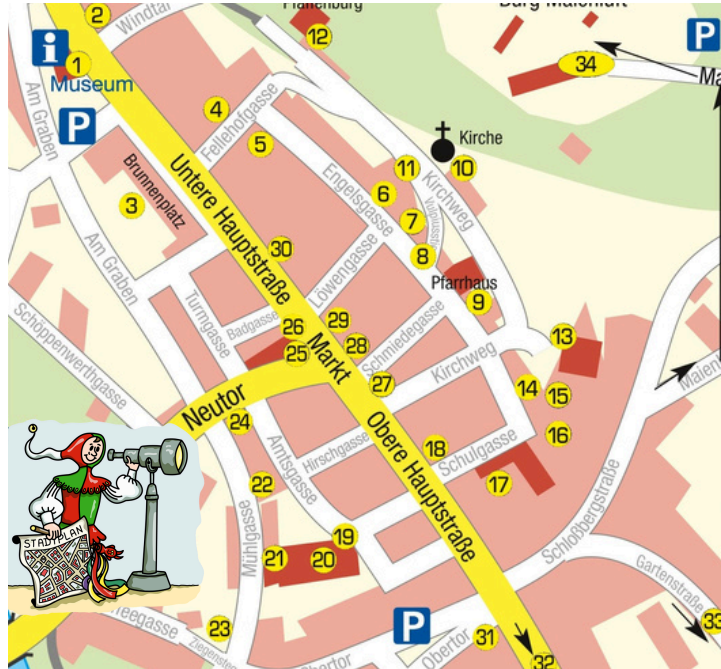 2
Windtal
12
34
P
i
1
Museum
Am Graben
P
4
Fellehofgasse
5
Kirche
10
11
Kirchweg
Engelsgasse
6
7
8
3
Brunnenplatz
Untere Hauptstraße
30
Löwengasse
Pfarrhaus
9
Am Graben
Turmgasse
Badgasse
26
29
28
25
Markt
Schmiedegasse
27
Kirchweg
13
14
15
16
Schöppenwerthgasse
Neutor
24
Amtsgasse
Hirschgasse
Obere Hauptstraße
18
Schulgasse
17
22
Mühlgasse
19
20
21
Schloßbergstraße
Gartenstraße
33
STADTPLAN
23
P
Obertor
31
32